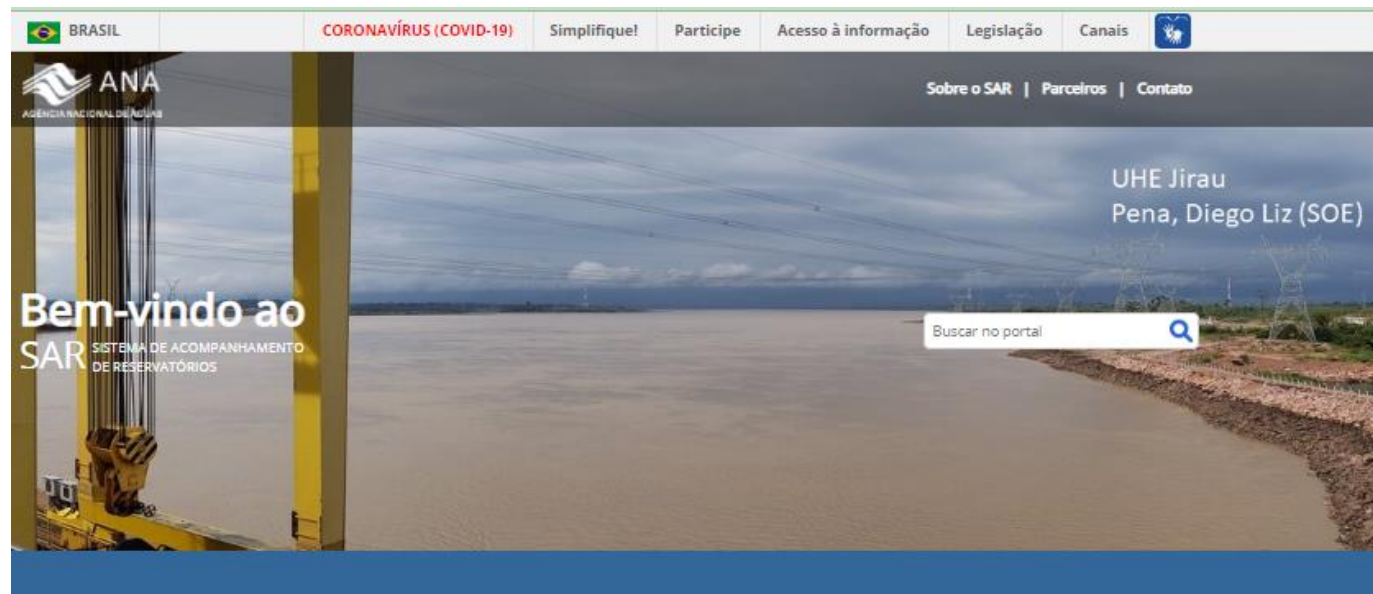 BRASIL CORONAVÍRUS (COVID-19) Simplifique! Participe Acesso à informação Legislação Canais
ANA
AGÊNCIA NACIONAL DE ÁGUAS
Sobre o SAR | Parceiros | Contato
UHE Jirau
Pena, Diego Liz (SOE)
Bem-vindo ao
SAR SISTEMA DE ACOMPANHAMENTO
DE RESERVATÓRIOS
Buscar no portal